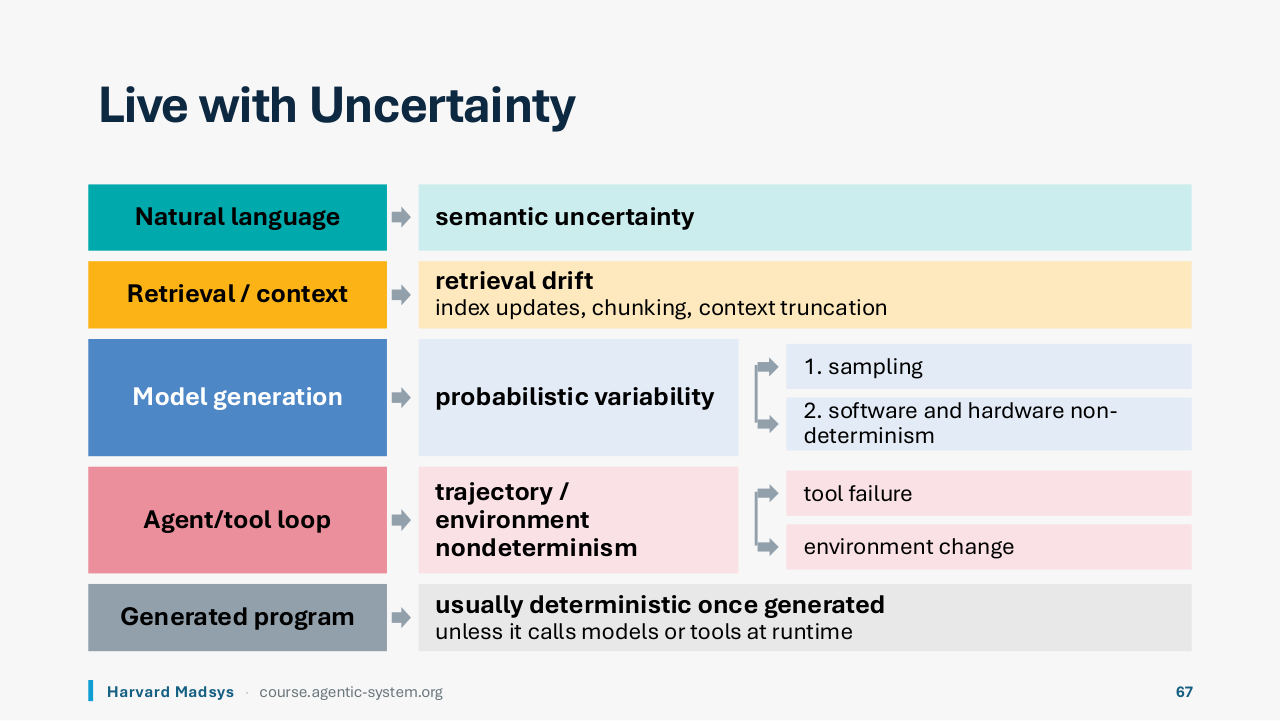 Live with Uncertainty
Natural language
semantic uncertainty
Retrieval / context
retrieval drift
index updates, chunking, context truncation
Model generation
probabilistic variability
1. sampling
2. software and hardware non-
determinism
Agent/tool loop
trajectory /
environment
nondeterminism
tool failure
environment change
Generated program
usually deterministic once generated
unless it calls models or tools at runtime
Harvard Madsys · course.agentic-system.org
67